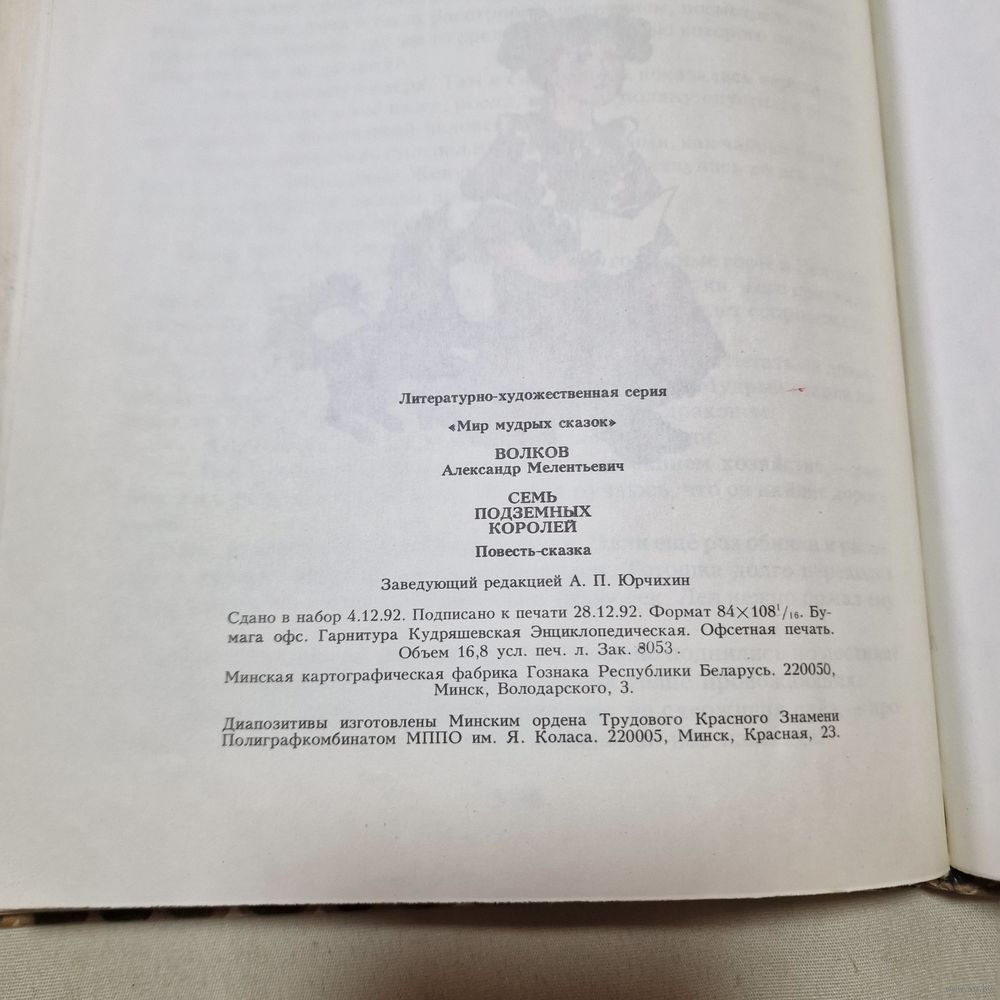 Литературно-художественная серия
«Мир мудрых сказок»
ВОЛКОВ
Александр Мелентьевич
СЕМЬ
ПОДЗЕМНЫХ
КОРОЛЕЙ
Повесть-сказка
Заведующий редакцией А. П. Юрчихин
Сдано в набор 4.12.92. Подписано к печати 28.12.92. Формат 84×108¹/₁₆. Бу-
мага офс. Гарнитура Кудряшевская Энциклопедическая. Офсетная печать.
Объем 16,8 усл. печ. л. Зак. 8053.
Минская картографическая фабрика Гознака Республики Беларусь. 220050,
Минск, Володарского, 3.
Диапозитивы изготовлены Минским ордена Трудового Красного Знамени
Полиграфкомбинатом МППО им. Я. Коласа. 220005, Минск, Красная, 23.